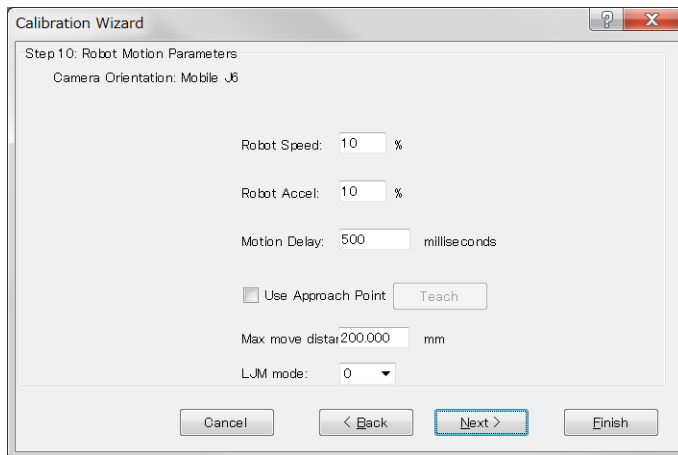 Calibration Wizard
Step 10: Robot Motion Parameters
Camera Orientation: Mobile J6
Robot Speed: 10 %
Robot Accel: 10 %
Motion Delay: 500 milliseconds
Use Approach Point Teach
Max move distar 200.000 mm
LJM mode: 0
Cancel < Back Next > Finish